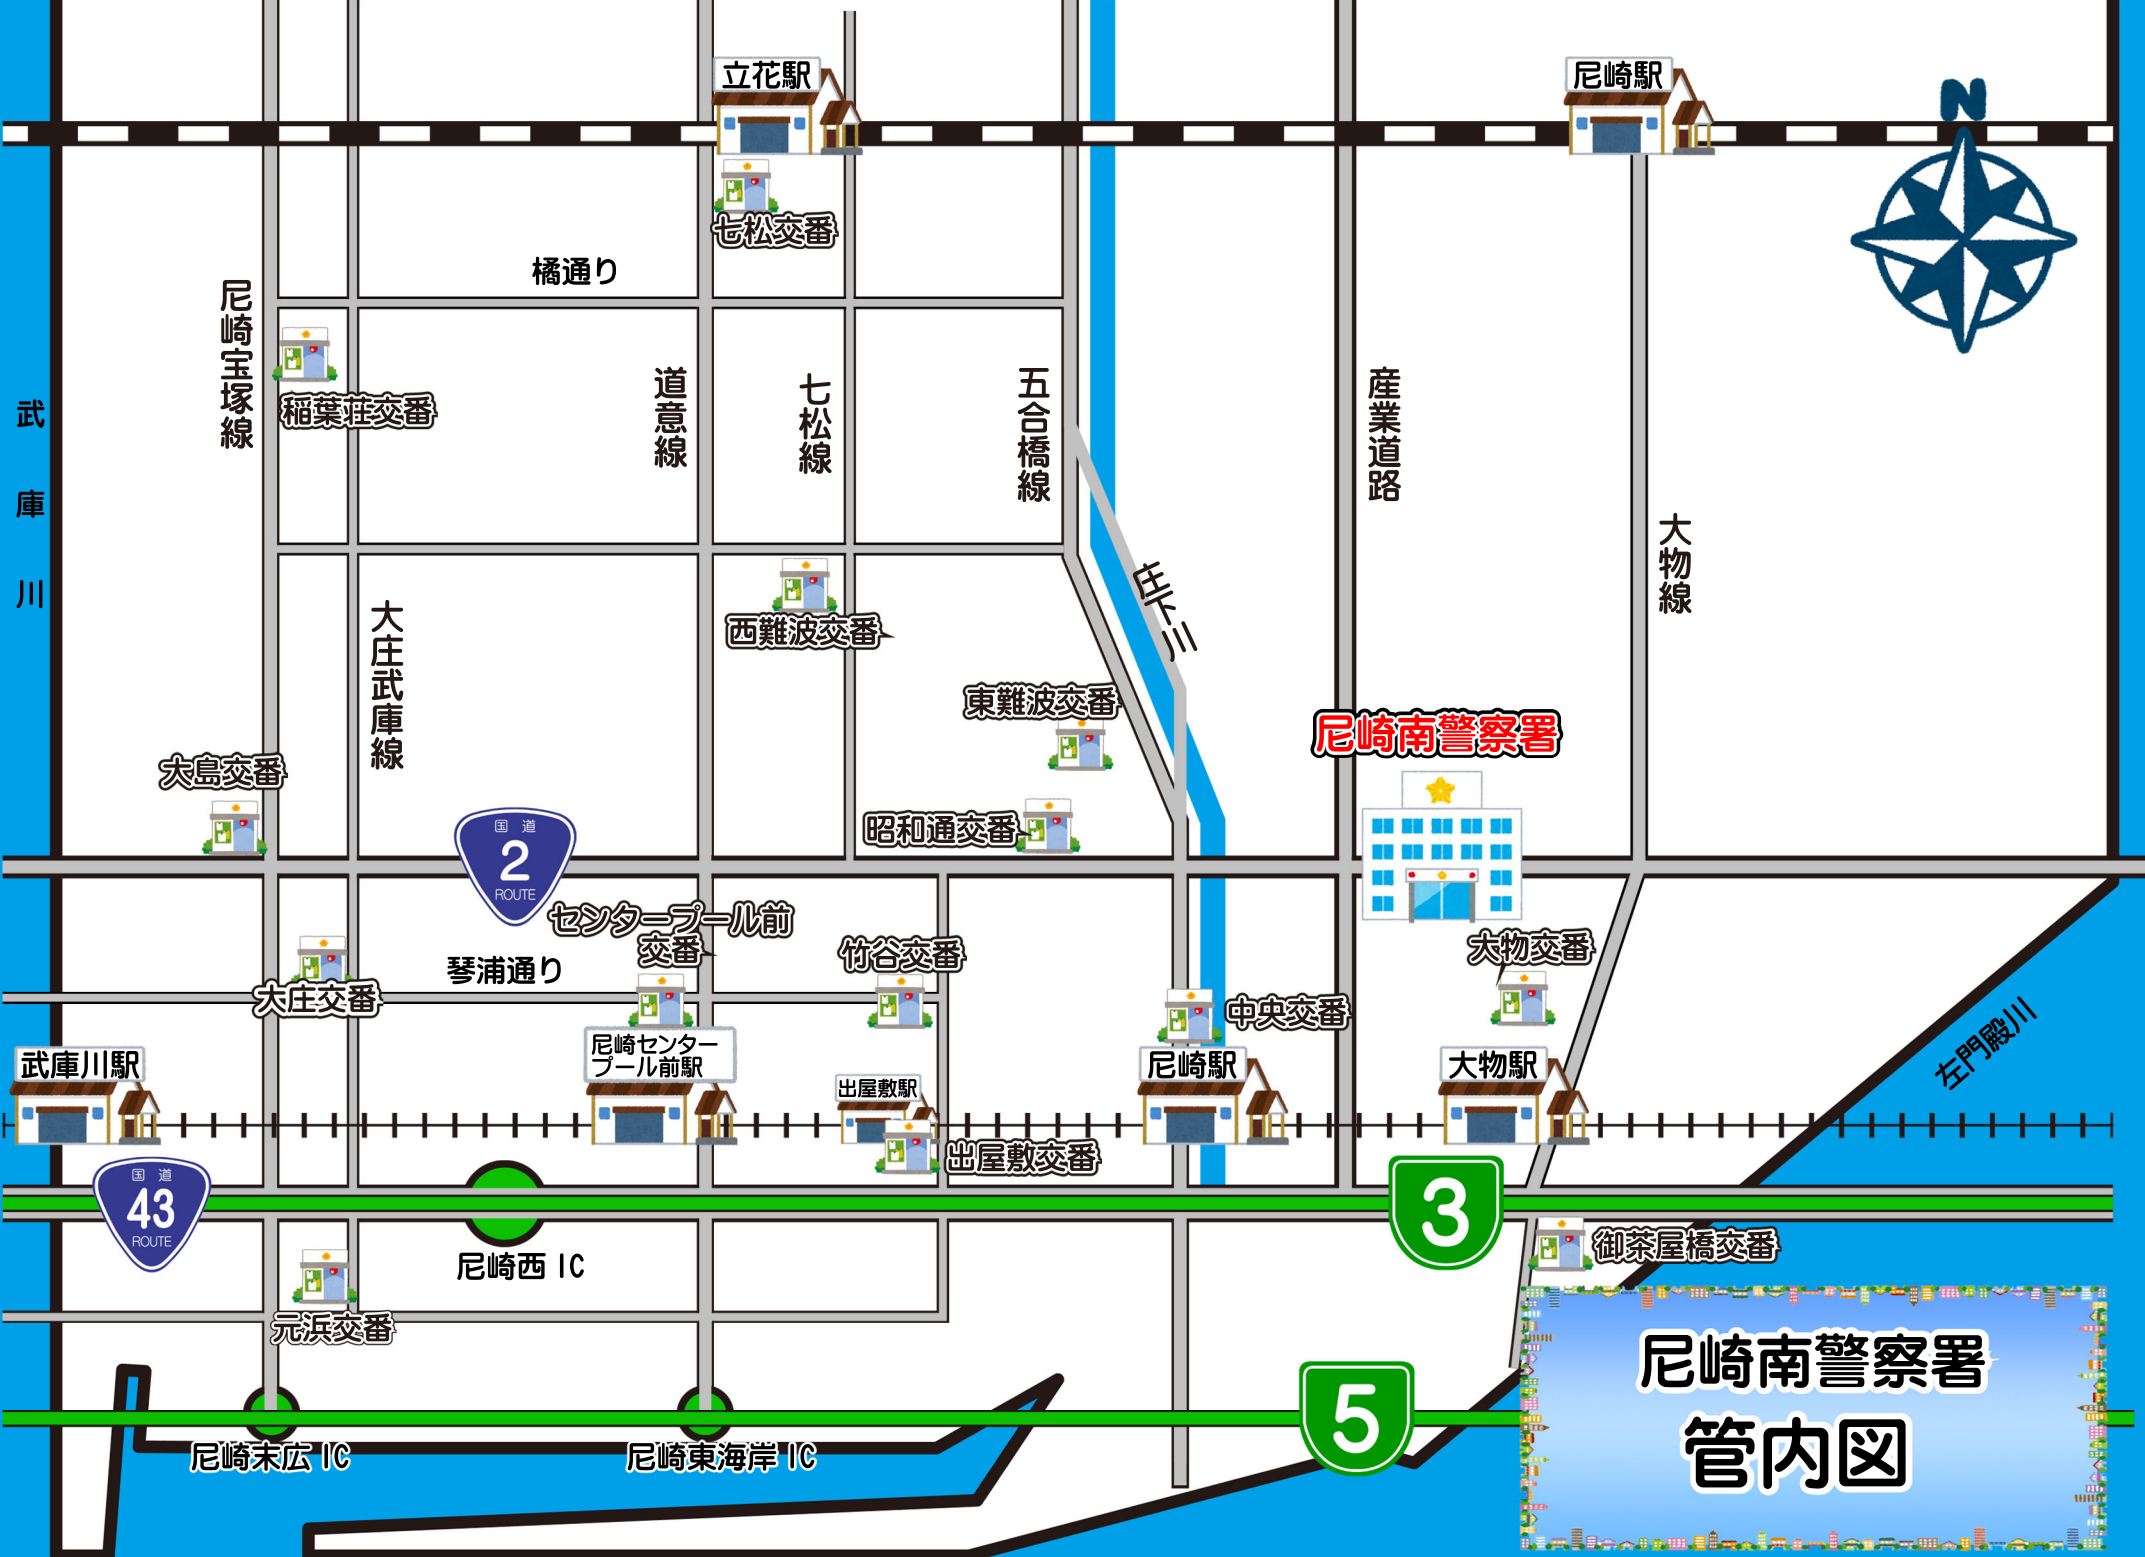 立花駅
尼崎駅
N
七松交番
橘通り
尼崎宝塚線
稲葉荘交番
道意線
七松線
五合橋線
産業道路
武庫川
大物線
庄下川
西難波交番
大庄武庫線
東難波交番
尼崎南警察署
大島交番
昭和通交番
国道
2
ROUTE
センタープール前
交番
竹谷交番
大物交番
琴浦通り
大庄交番
中央交番
左門殿川
武庫川駅
尼崎センター
プール前駅
出屋敷駅
尼崎駅
大物駅
出屋敷交番
国道
43
ROUTE
3
尼崎西IC
御茶屋橋交番
元浜交番
5
尼崎末広IC
尼崎東海岸IC
尼崎南警察署
管内図